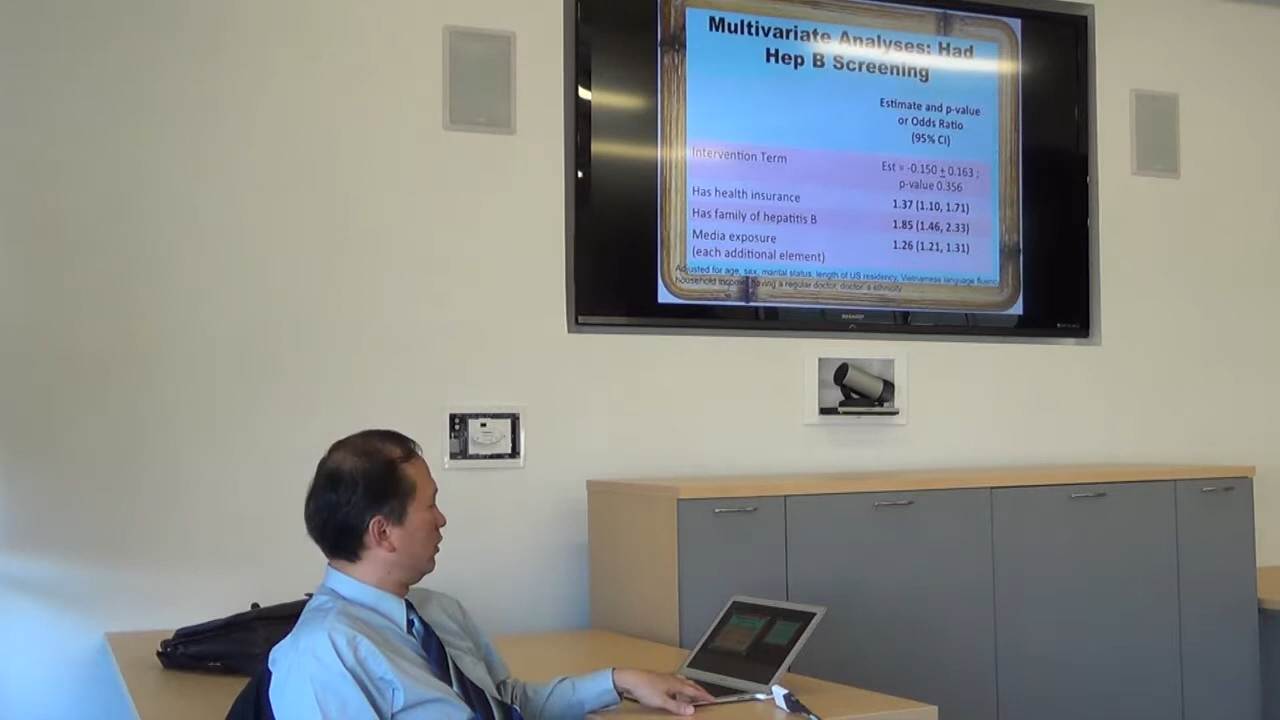 Multivariate Analyses: Had
Hep B Screening
Estimate and p-value
or Odds Ratio
(95% CI)
Intervention Term
Est = -0.150 ± 0.163 ;
p-value 0.356
Has health insurance
1.37 (1.10, 1.71)
Has family of hepatitis B
1.85 (1.46, 2.33)
Media exposure
1.26 (1.21, 1.31)
(each additional element)
Adjusted for age, sex, marital status, length of US residency, Vietnamese language fluenc
household income, having a regular doctor, doctor's ethnicity
SHARP